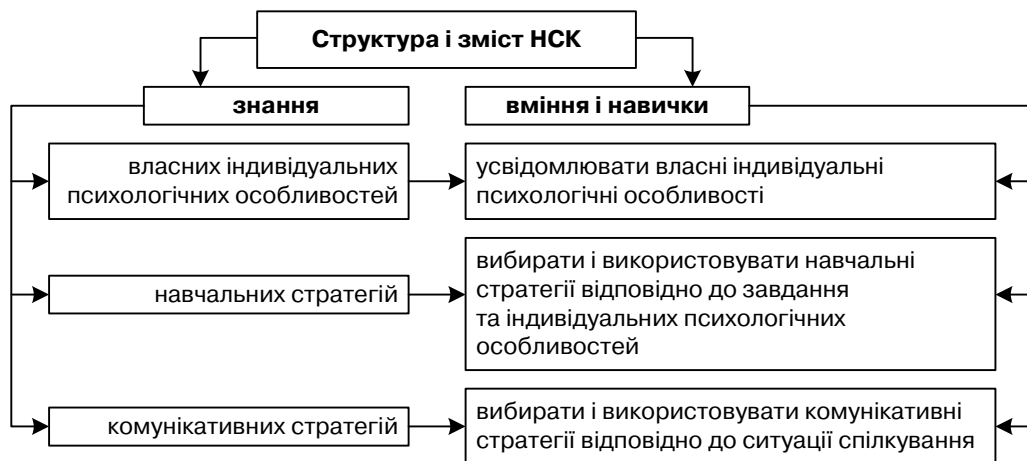 Структура і зміст НСК
знання
вміння і навички
власних індивідуальних
психологічних особливостей
усвідомлювати власні індивідуальні
психологічні особливості
навчальних стратегій
вибирати і використовувати навчальні
стратегії відповідно до завдання
та індивідуальних психологічних
особливостей
комунікативних стратегій
вибирати і використовувати комунікативні
стратегії відповідно до ситуації спілкування